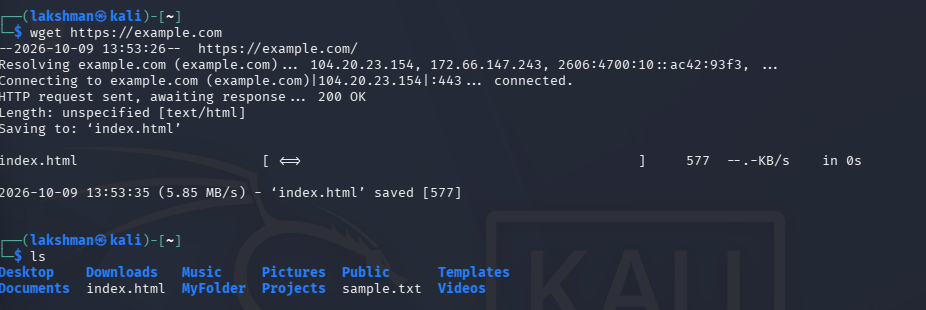 ┌──(lakshman㉿kali)-[~]
└─$ wget https://example.com
--2026-10-09 13:53:26--  https://example.com/
Resolving example.com (example.com)... 104.20.23.154, 172.66.147.243, 2606:4700:10::ac42:93f3, ...
Connecting to example.com (example.com)|104.20.23.154|:443... connected.
HTTP request sent, awaiting response... 200 OK
Length: unspecified [text/html]
Saving to: ‘index.html’
index.html                    [ <=>                                          ]     577  --.-KB/s    in 0s
2026-10-09 13:53:35 (5.85 MB/s) - ‘index.html’ saved [577]
┌──(lakshman㉿kali)-[~]
└─$ ls
Desktop    Downloads   Music     Pictures  Public      Templates
Documents  index.html  MyFolder  Projects  sample.txt  Videos
KALI